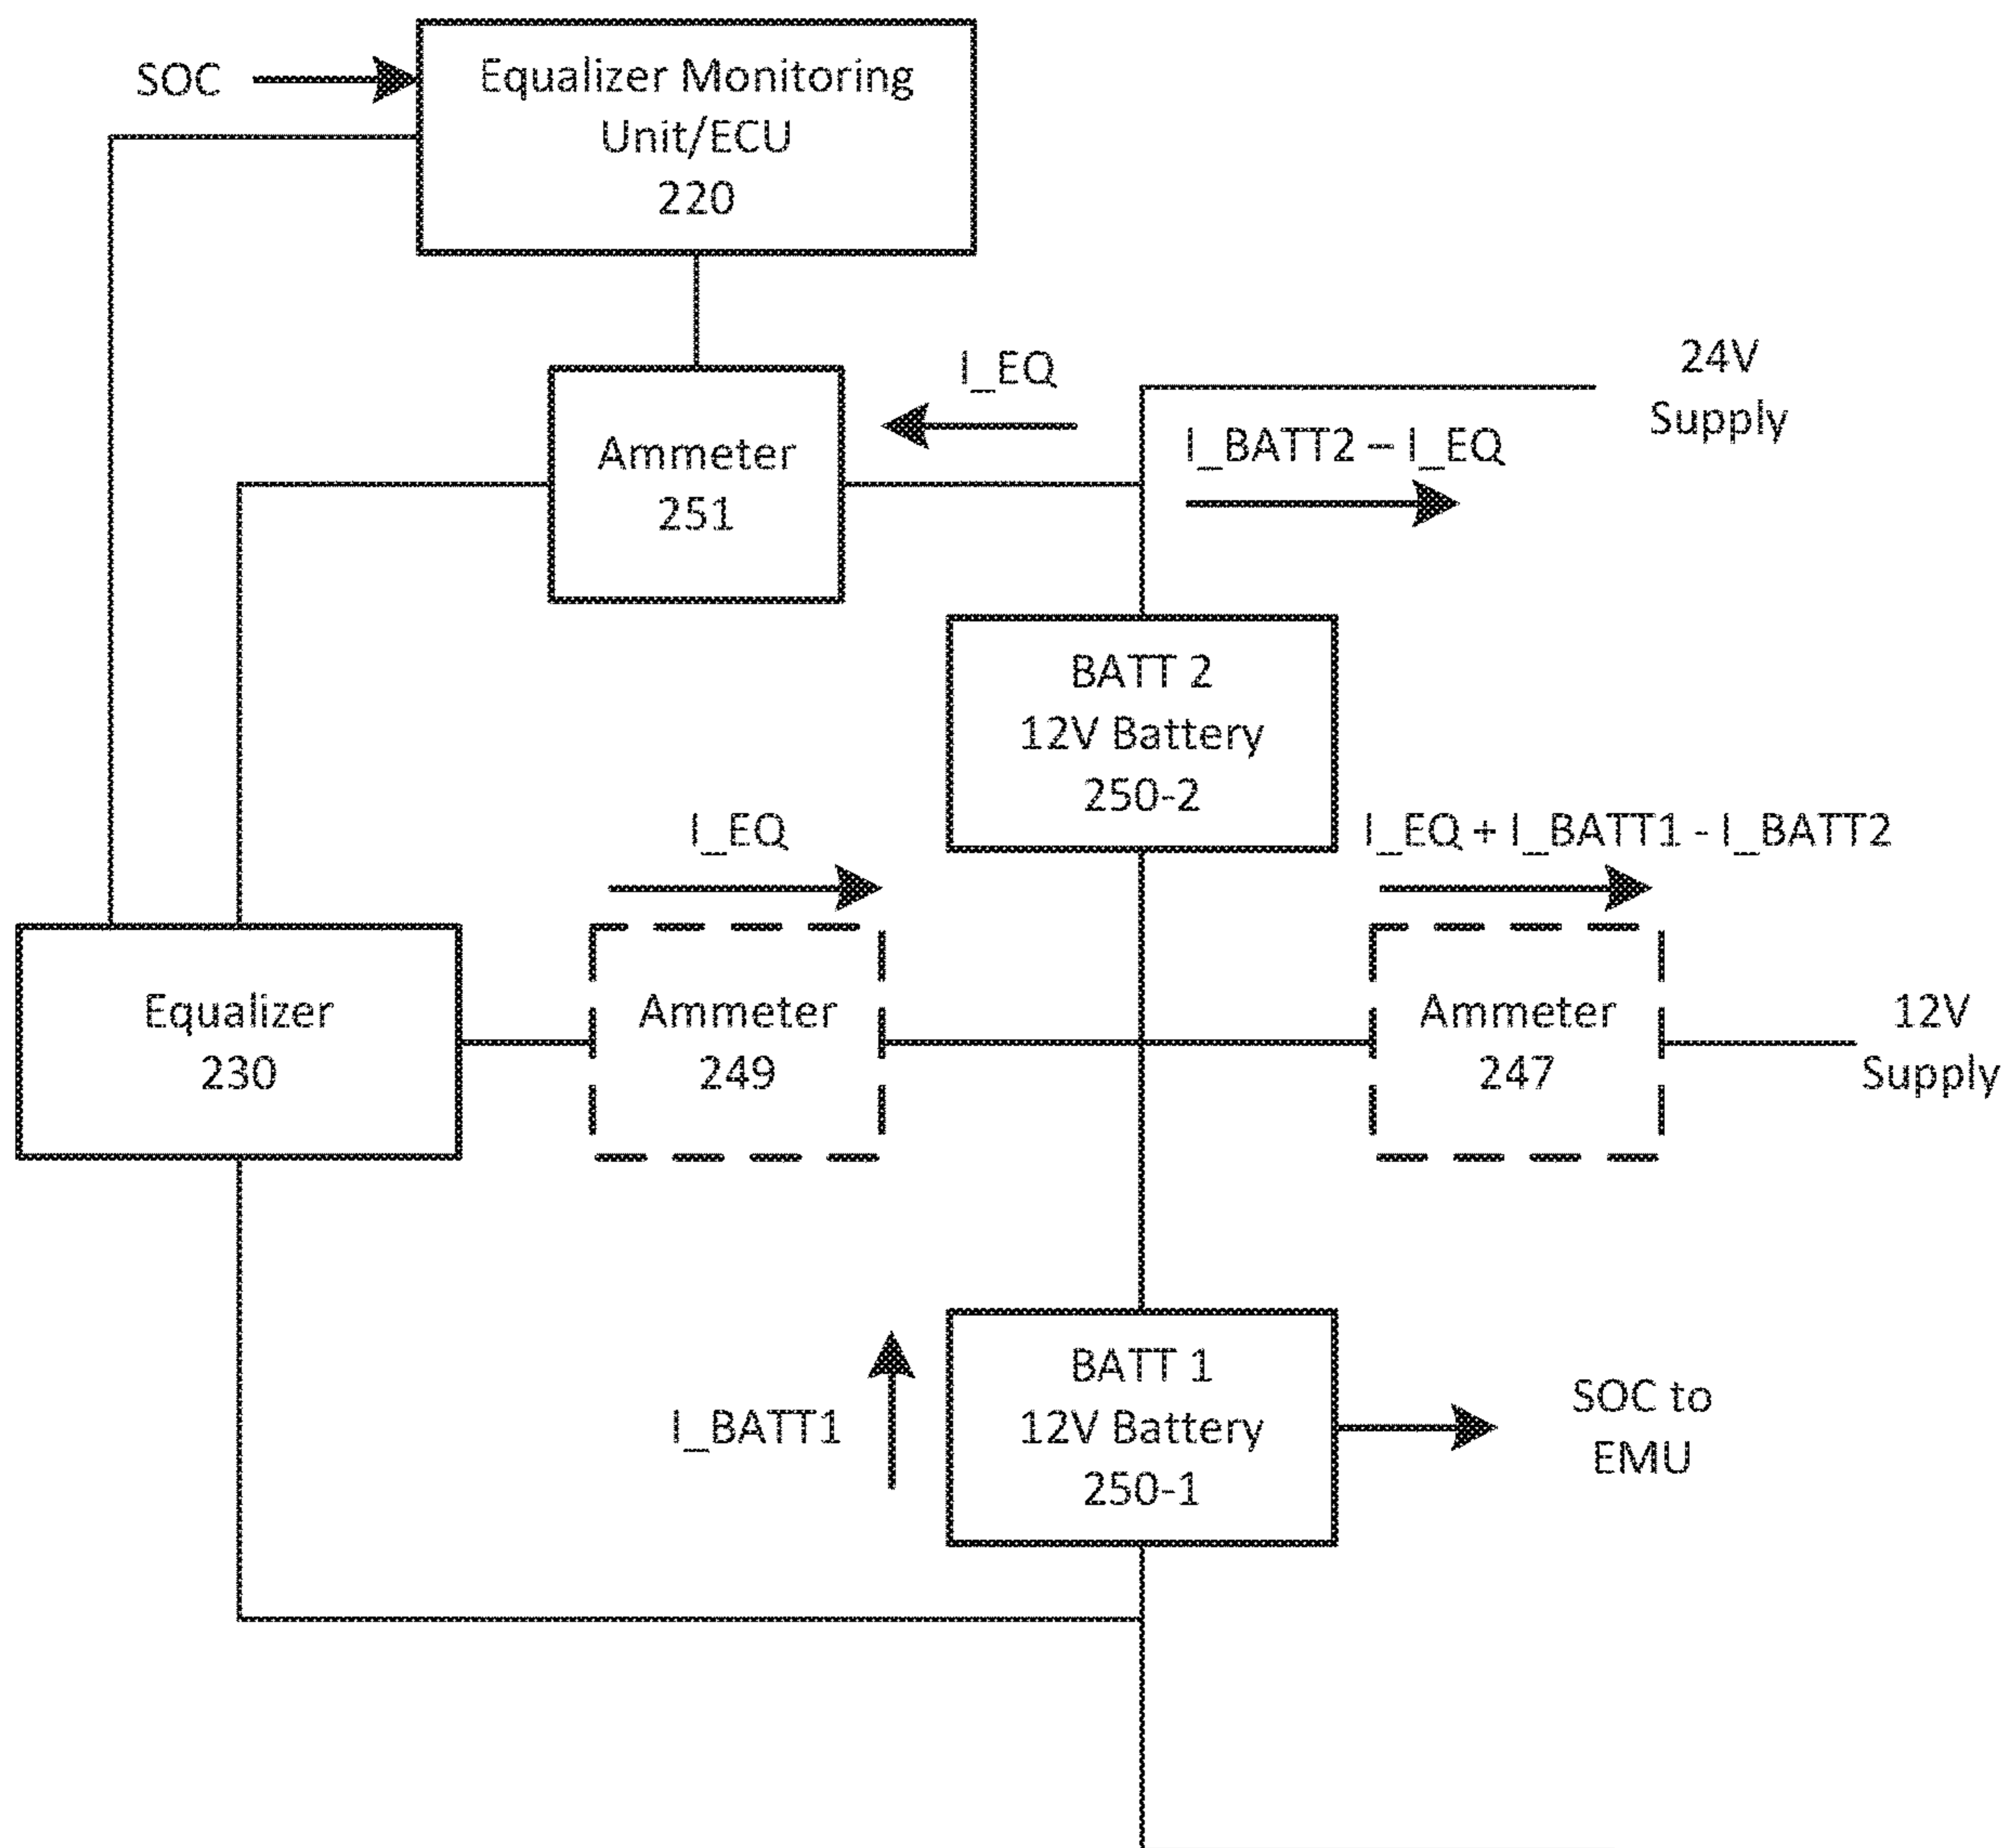 SOC
Equalizer Monitoring
Unit/ECU
220
I_EQ
24V
Supply
I_BATT2 – I_EQ
Ammeter
251
BATT 2
12V Battery
250-2
I_EQ
I_EQ + I_BATT1 - I_BATT2
Equalizer
230
Ammeter
249
Ammeter
247
12V
Supply
BATT 1
12V Battery
250-1
I_BATT1
SOC to
EMU